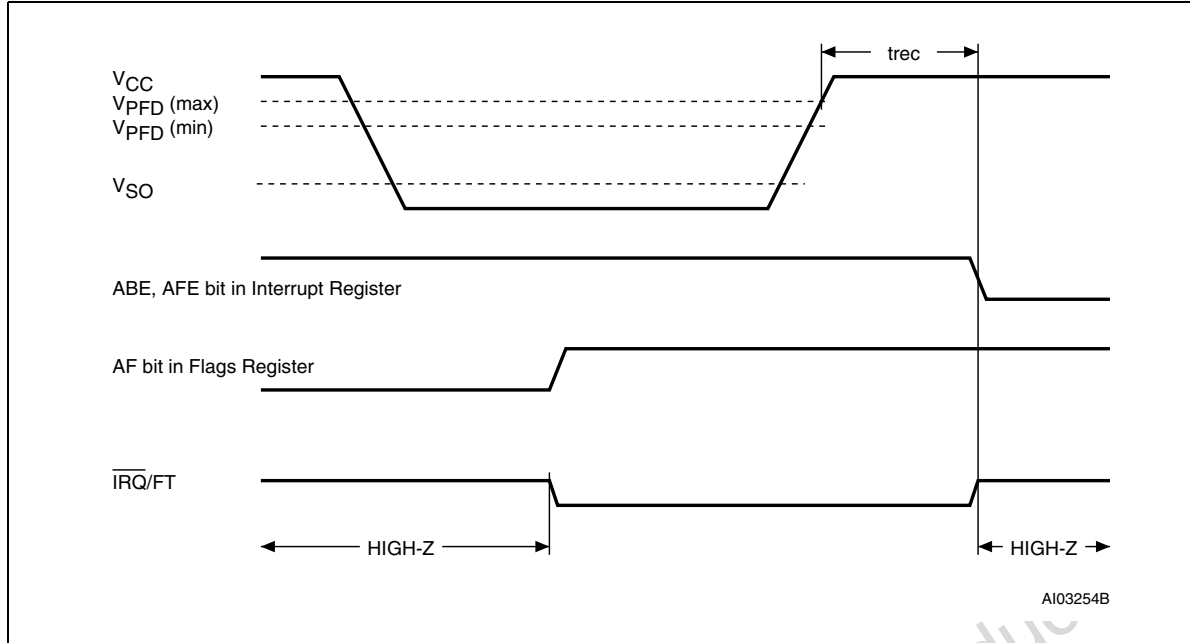 trec
VCC
VPFD (max)
VPFD (min)
VSO
ABE, AFE bit in Interrupt Register
AF bit in Flags Register
IRQ/FT
HIGH-Z
HIGH-Z
AI03254B